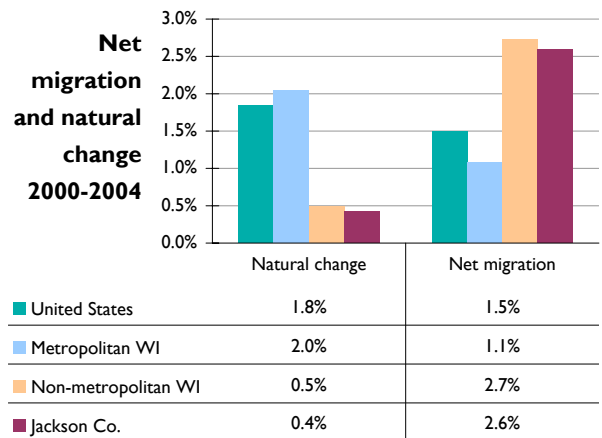 Net
migration
and natural
change
2000-2004
3.0%
2.5%
2.0%
1.5%
1.0%
0.5%
0.0%
Natural change Net migration
United States 1.8% 1.5%
Metropolitan WI 2.0% 1.1%
Non-metropolitan WI 0.5% 2.7%
Jackson Co. 0.4% 2.6%